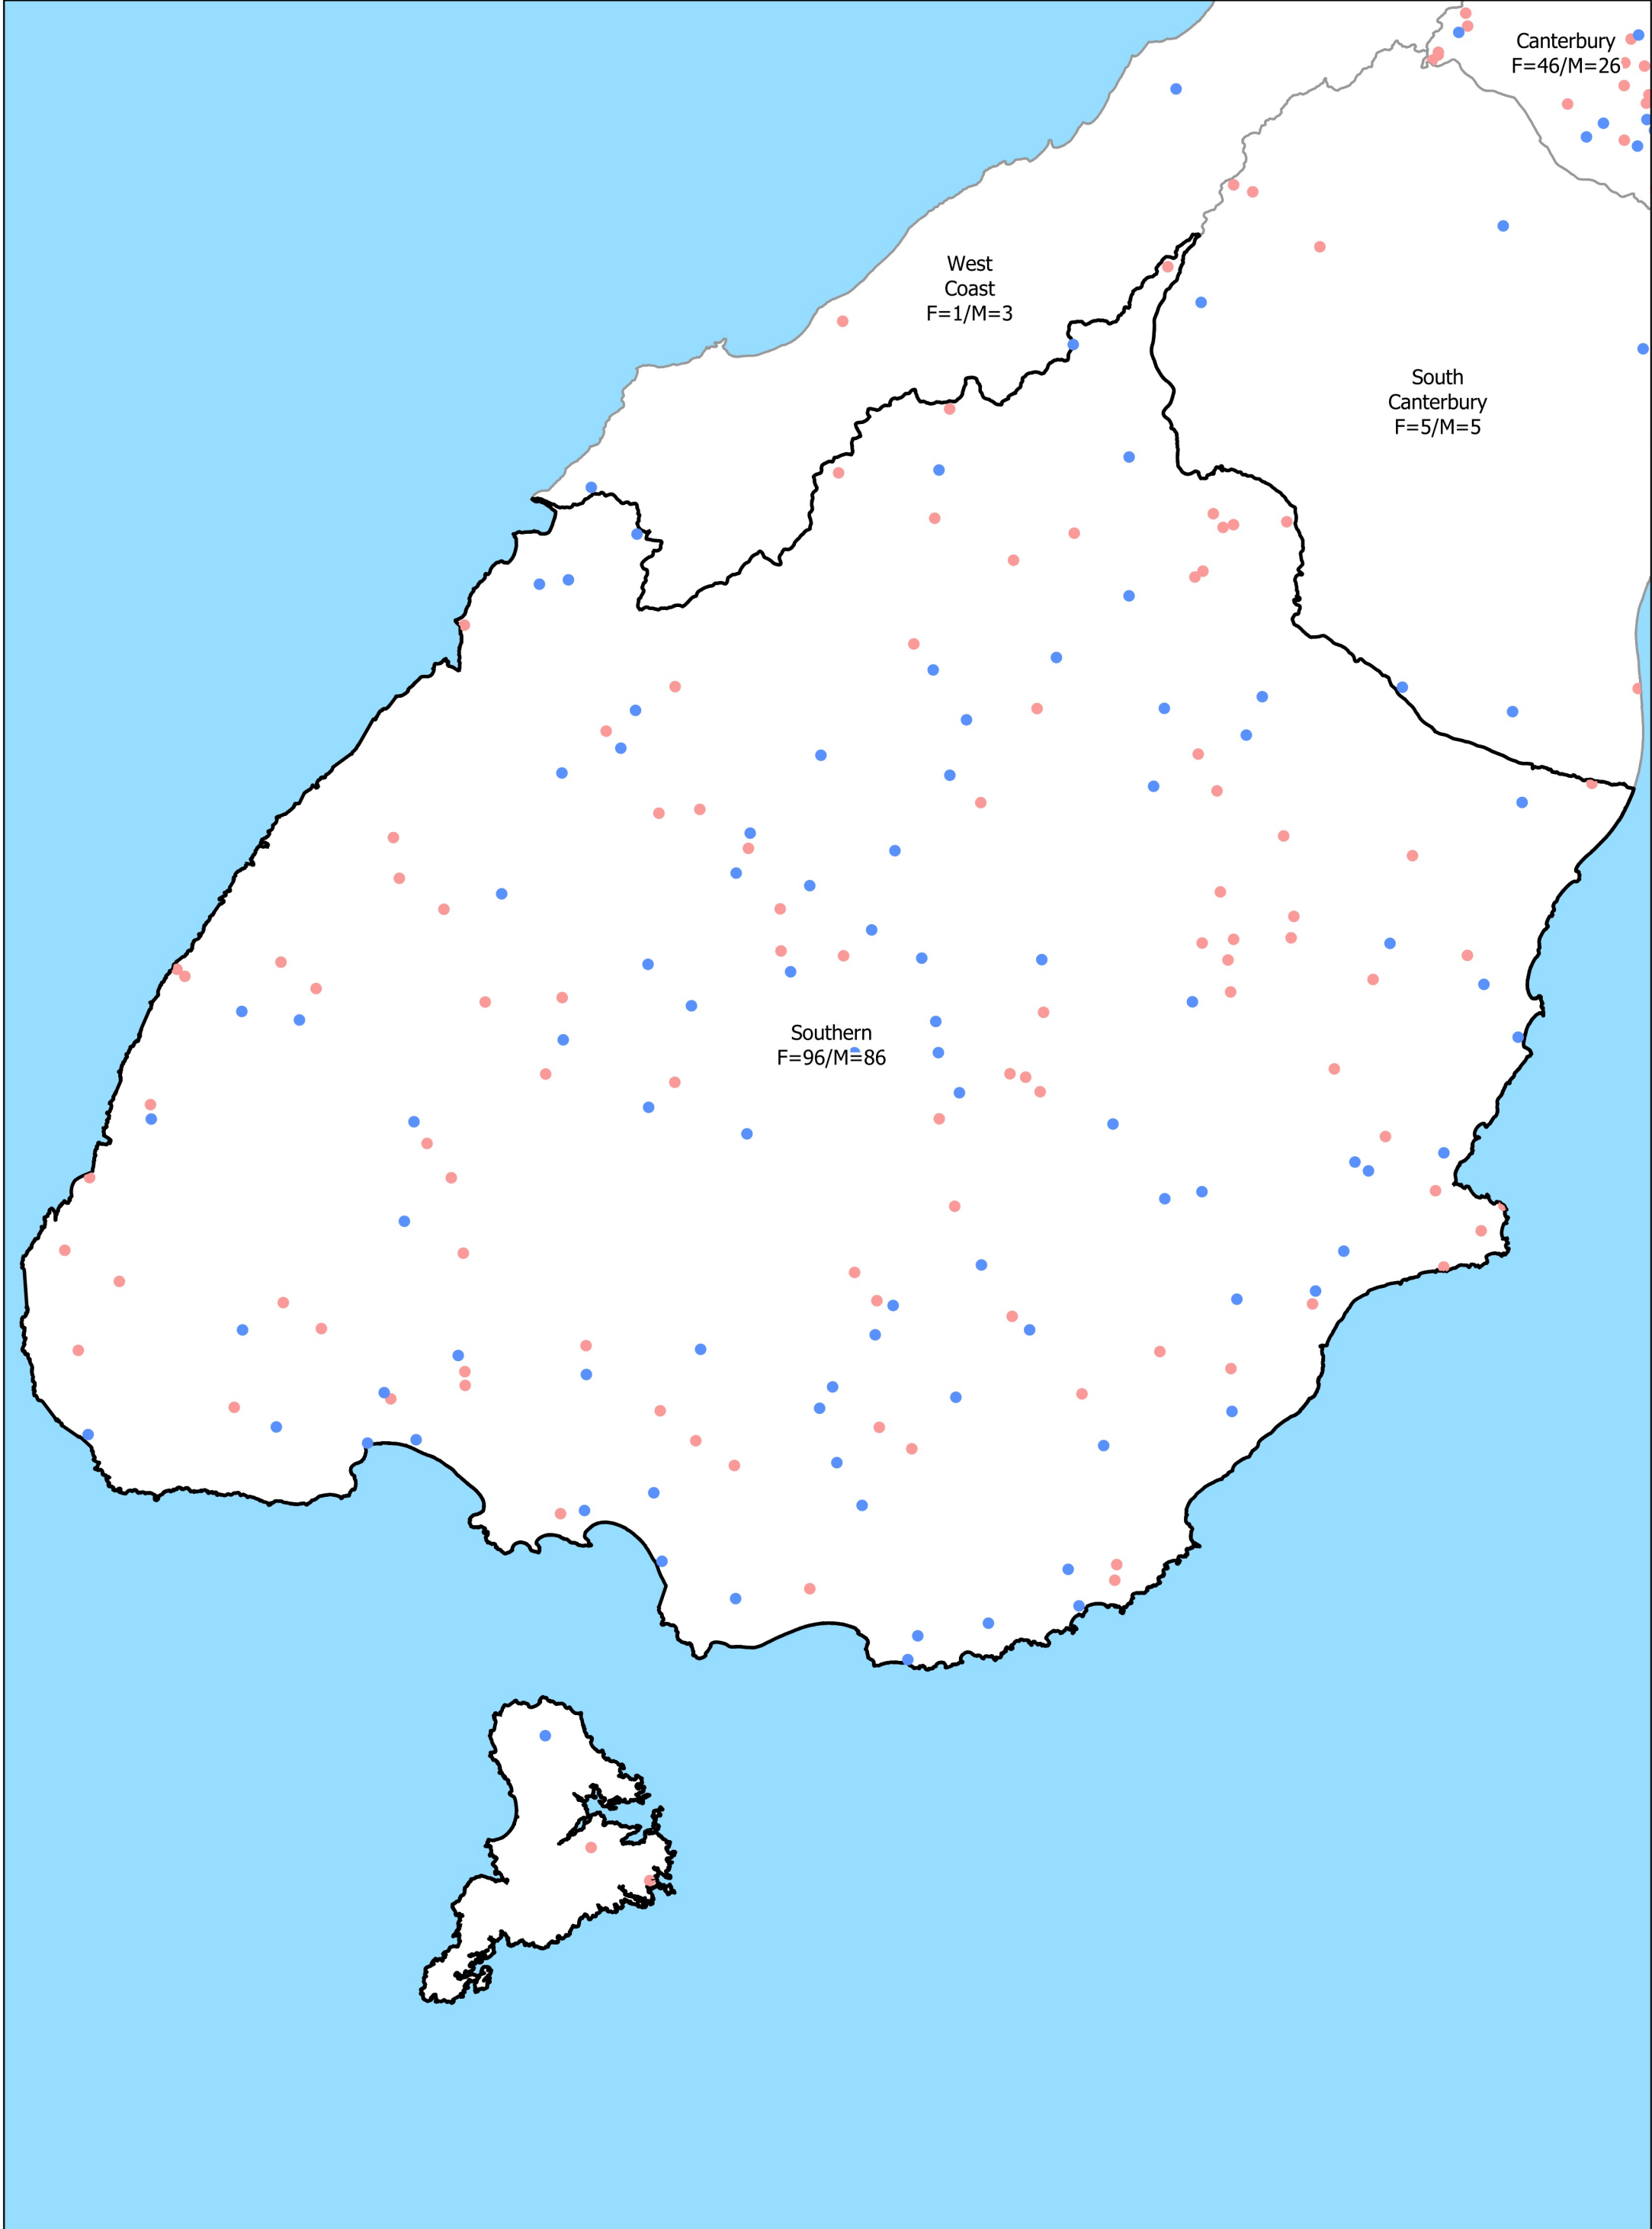 Canterbury
F=46/M=26
West
Coast
F=1/M=3
South
Canterbury
F=5/M=5
Southern
F=96/M=86